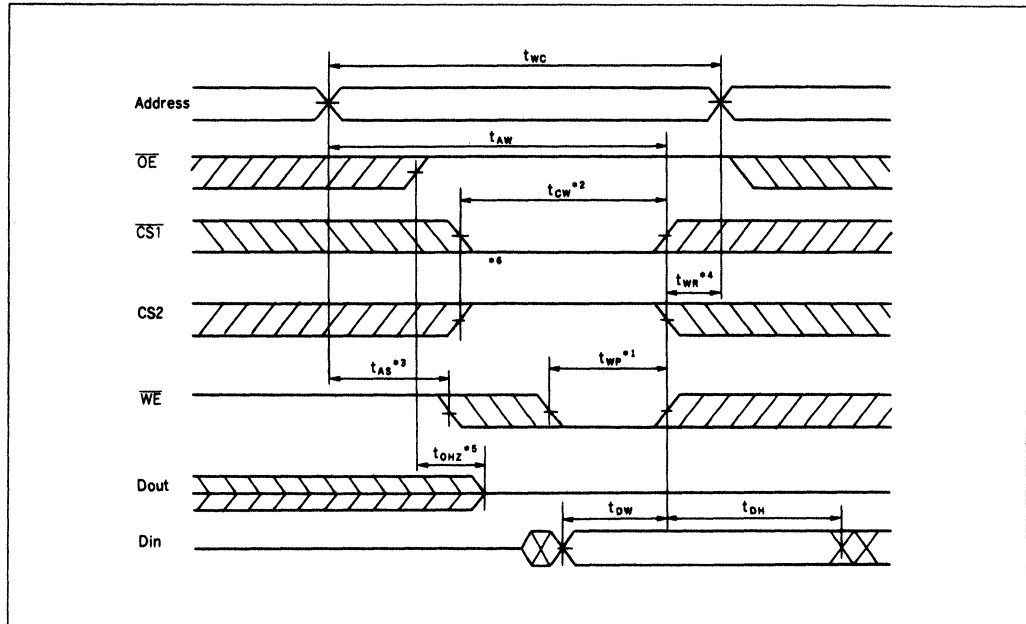 tWC
Address
tAW
OE
tCW*2
CS1
*6
tWR*4
CS2
tWP*1
tAS*3
WE
tOHZ*5
Dout
tDW
tDH
Din